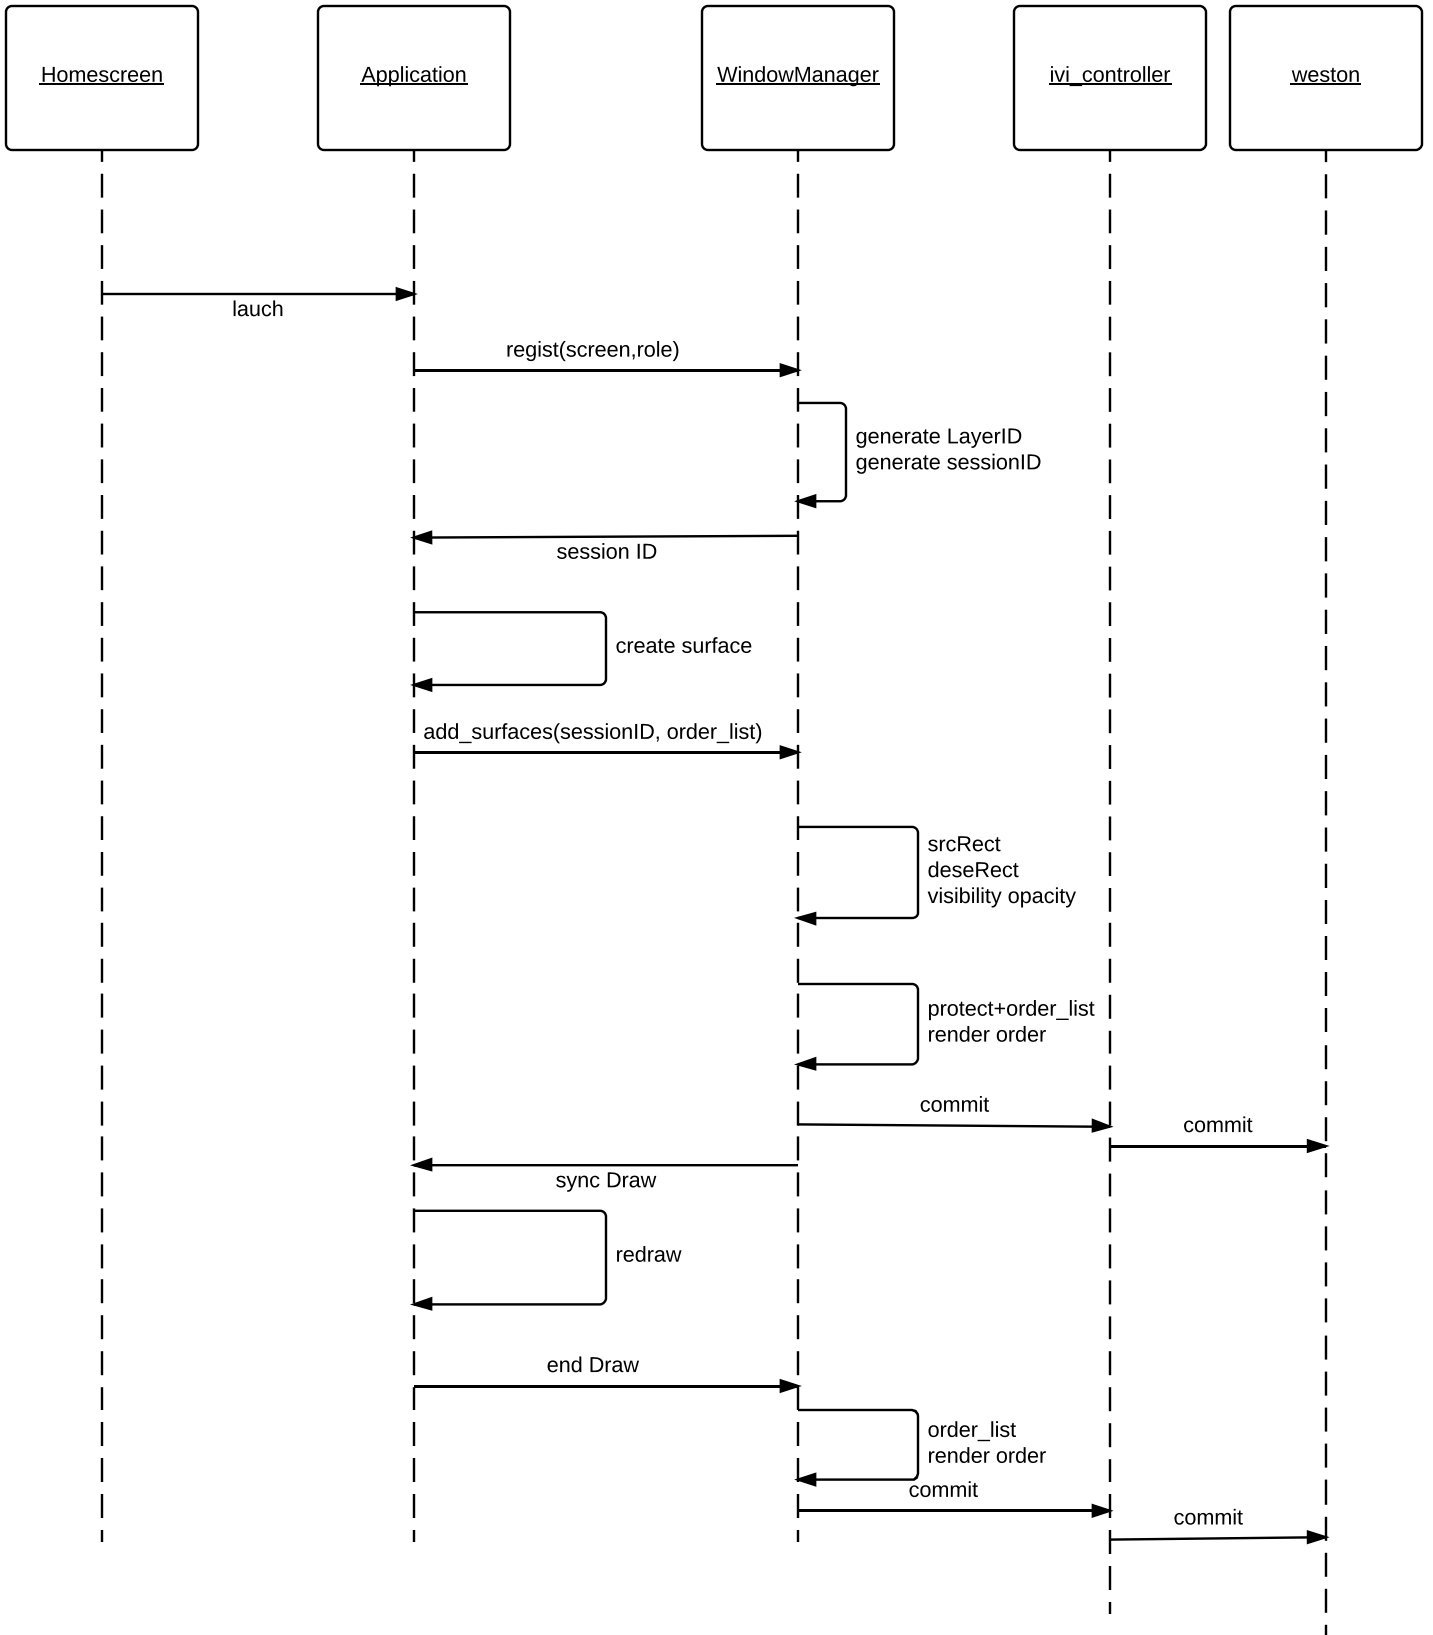 Homescreen
Application
WindowManager
ivi_controller
weston
lauch
regist(screen,role)
generate LayerID
generate sessionID
session ID
create surface
add_surfaces(sessionID, order_list)
srcRect
deseRect
visibility opacity
protect+order_list
render order
commit
commit
sync Draw
redraw
end Draw
order_list
render order
commit
commit